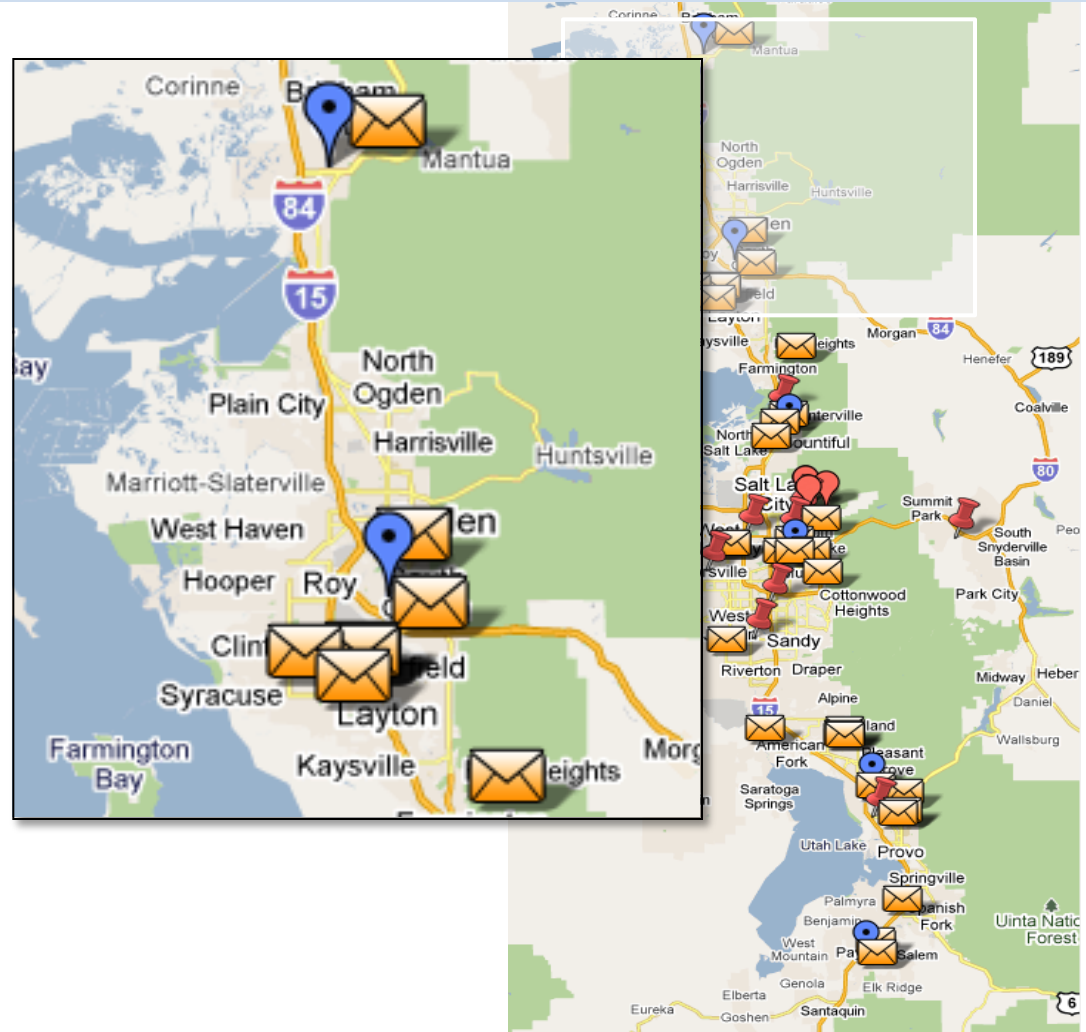 Corinne
Mantua
84
15
North
Ogden
Plain City
Harrisville
Huntsville
Marriott-Slaterville
West Haven
Hooper
Roy
Syracuse
Layton
Farmington
Bay
Kaysville
Corinne
Mantua
North
Ogden
Harrisville
Huntsville
Layton
Morgan
84
Henefer
189
Farmington
Coalville
North
Salt Lake
80
Summit
Park
South
Snyderville
Basin
Park City
Cottonwood
Heights
West
Sandy
Riverton
Draper
Midway
Heber
Daniel
Alpine
15
Wallsburg
American
Fork
Saratoga
Springs
Utah Lake
Provo
Springville
Palmyra
Fork
Benjamin
Uinta
Forest
West
Mountain
Salem
Genola
Elk Ridge
Elberta
Eureka
Goshen
Santaquin
6